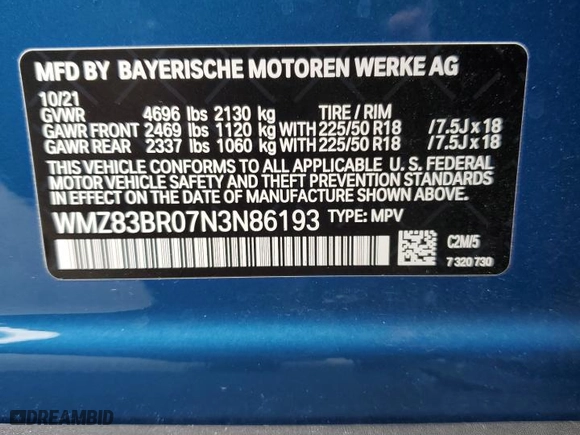 MFD BY BAYERISCHE MOTOREN WERKE AG
10/21
GVWR 4696 lbs 2130 kg TIRE / RIM
GAWR FRONT 2469 lbs 1120 kg WITH 225/50 R18 /7.5J x 18
GAWR REAR 2337 lbs 1060 kg WITH 225/50 R18 /7.5J x 18
THIS VEHICLE CONFORMS TO ALL APPLICABLE U. S. FEDERAL
MOTOR VEHICLE SAFETY AND THEFT PREVENTION STANDARDS
IN EFFECT ON THE DATE OF MANUFACTURE SHOWN ABOVE.
WMZ83BR07N3N86193 TYPE: MPV
C2M/5
7 320 730
DREAMBID